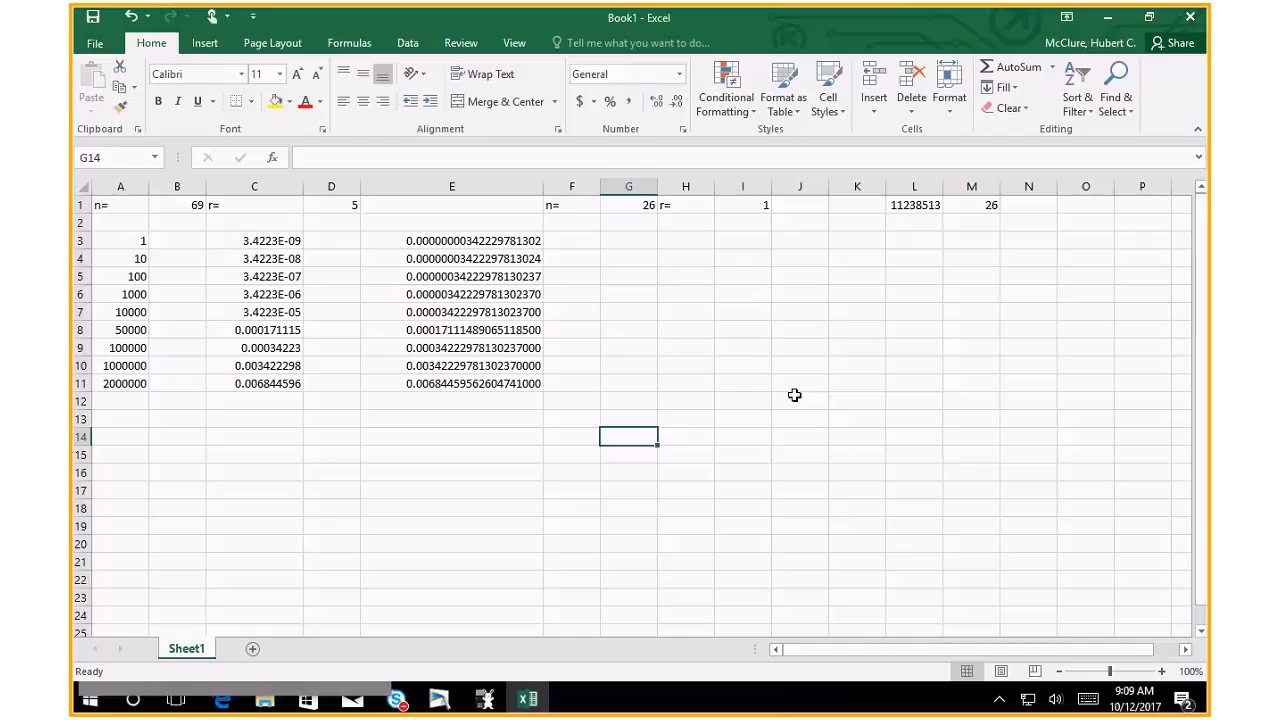 Book1 - Excel
File Home Insert Page Layout Formulas Data Review View Tell me what you want to do... McClure, Hubert C. Share
Paste Calibri 11 A A Wrap Text General Conditional Formatting Format as Table Cell Styles Insert Delete Format AutoSum Fill Clear Sort & Filter Find & Select
B I U A Merge & Center $ % ,
Clipboard Font Alignment Number Styles Cells Editing
G14 fx
A B C D E F G H I J K L M N O P
1 n= 69 r= 5 n= 26 r= 1 11238513 26
2
3 1 3.4223E-09 0.00000000342229781302
4 10 3.4223E-08 0.00000003422297813024
5 100 3.4223E-07 0.00000034222978130237
6 1000 3.4223E-06 0.00000342229781302370
7 10000 3.4223E-05 0.00003422297813023700
8 50000 0.000171115 0.00017111489065118500
9 100000 0.00034223 0.00034222978130237000
10 1000000 0.003422298 0.00342229781302370000
11 2000000 0.006844596 0.00684459562604741000
12
13
14
15
16
17
18
19
20
21
22
23
24
25
Sheet1
Ready 100%
9:09 AM
10/12/2017
2